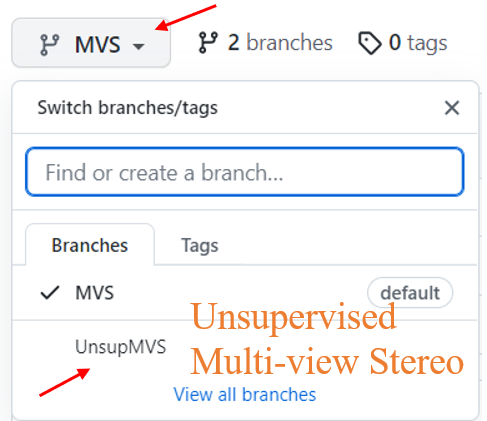 MVS 2 branches 0 tags
Switch branches/tags
Find or create a branch...
Branches Tags
MVS default
Unsupervised
UnsupMVS
Multi-view Stereo
View all branches